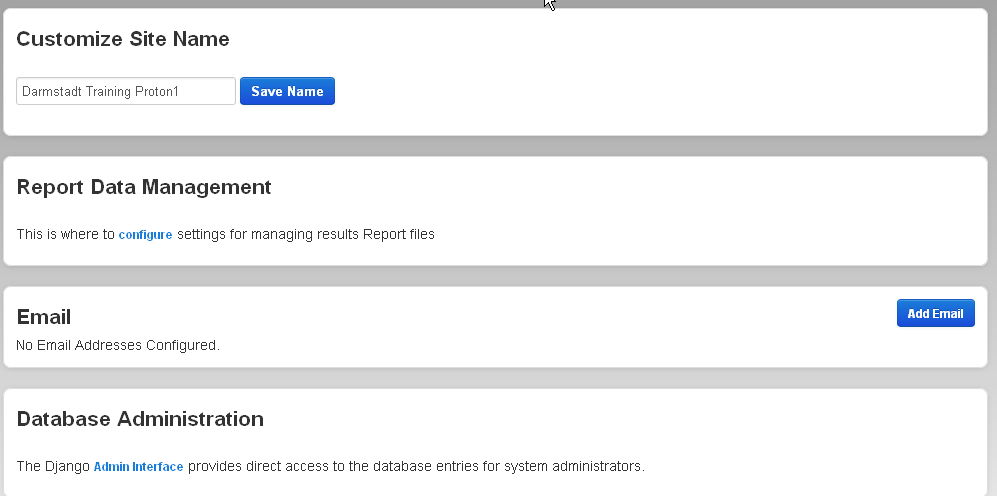 Customize Site Name
Darmstadt Training Proton1 Save Name
Report Data Management
This is where to configure settings for managing results Report files
Email Add Email
No Email Addresses Configured.
Database Administration
The Django Admin Interface provides direct access to the database entries for system administrators.